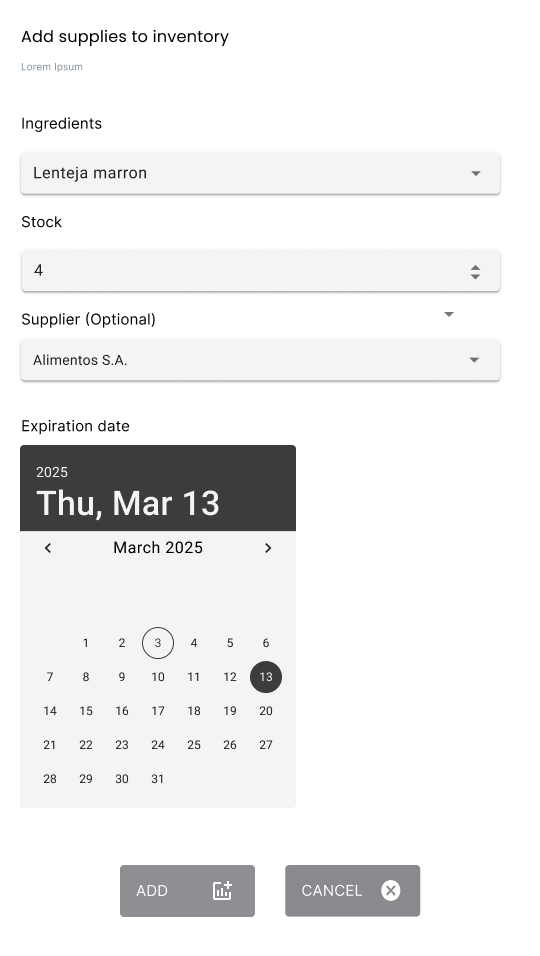 Add supplies to inventory
Lorem Ipsum
Ingredients
Lenteja marron
Stock
4
Supplier (Optional)
Alimentos S.A.
Expiration date
2025
Thu, Mar 13
March 2025
1 2 3 4 5 6
7 8 9 10 11 12 13
14 15 16 17 18 19 20
21 22 23 24 25 26 27
28 29 30 31
ADD CANCEL